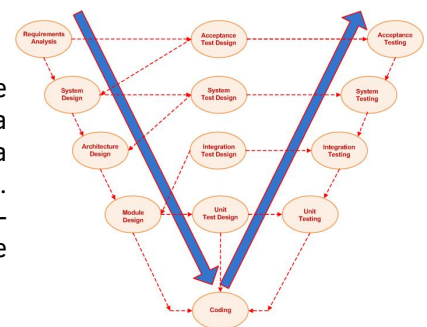 Requirements
Analysis
Acceptance
Test Design
Acceptance
Testing
System
Design
System
Test Design
System
Testing
Architecture
Design
Integration
Test Design
Integration
Testing
Module
Design
Unit
Test Design
Unit
Testing
Coding
e
a
a
.
-
e